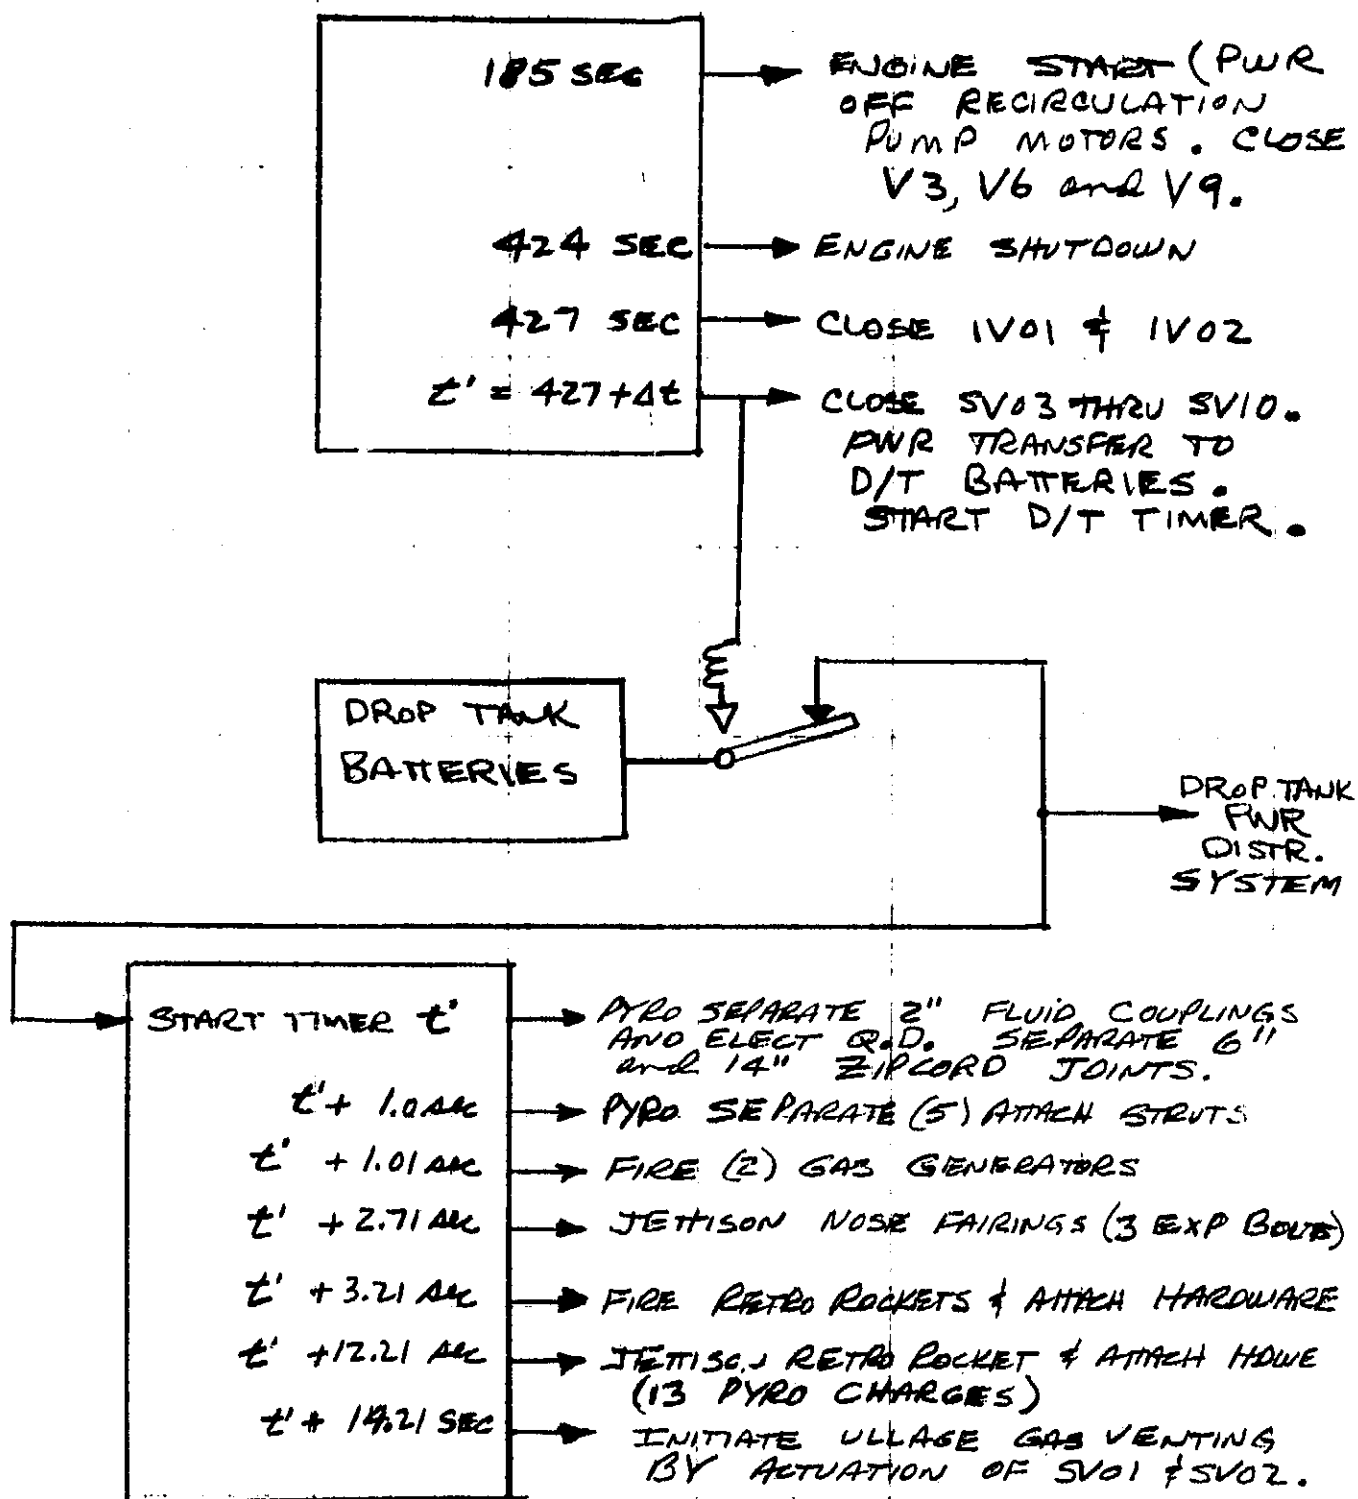 185 SEC
ENGINE START (PWR
OFF RECIRCULATION
PUMP MOTORS. CLOSE
V3, V6 and V9.
424 SEC
ENGINE SHUTDOWN
427 SEC
CLOSE 1V01 & 1V02
t' = 427+Δt
CLOSE SV03 THRU SV10.
PWR TRANSFER TO
D/T BATTERIES.
START D/T TIMER.
DROP TANK
BATTERIES
DROP TANK
PWR
DISTR.
SYSTEM
START TIMER t'
PYRO SEPARATE 2" FLUID COUPLINGS
AND ELECT Q.D. SEPARATE 6"
and 14" ZIPCORD JOINTS.
t' + 1.0 sec
PYRO SEPARATE (5) ATTACH STRUTS
t' + 1.01 sec
FIRE (2) GAS GENERATORS
t' + 2.71 sec
JETTISON NOSE FAIRINGS (3 EXP BOLTS)
t' + 3.21 sec
FIRE RETRO ROCKETS & ATTACH HARDWARE
t' + 12.21 sec
JETTISON RETRO ROCKET & ATTACH HDWE
(13 PYRO CHARGES)
t' + 14.21 SEC
INITIATE ULLAGE GAS VENTING
BY ACTUATION OF SV01 & SV02.